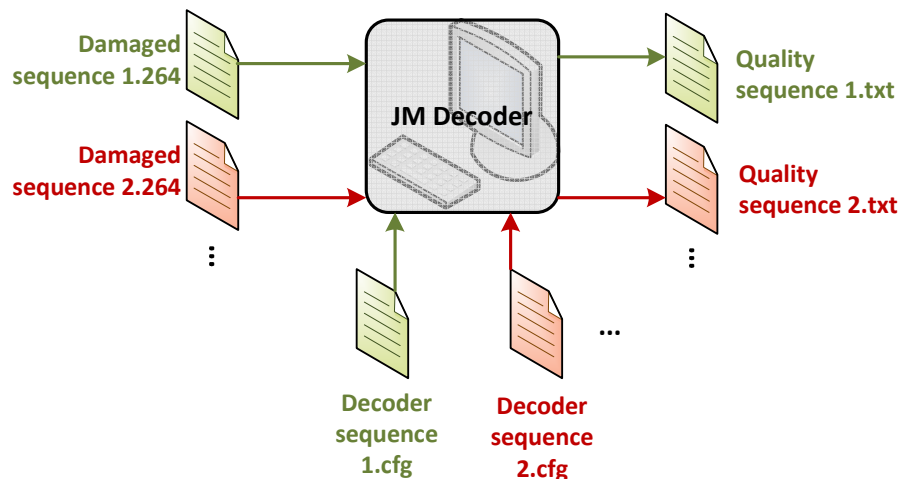 Damaged
sequence 1.264
JM Decoder
Quality
sequence 1.txt
Damaged
sequence 2.264
Quality
sequence 2.txt
...
...
...
Decoder
sequence
1.cfg
Decoder
sequence
2.cfg